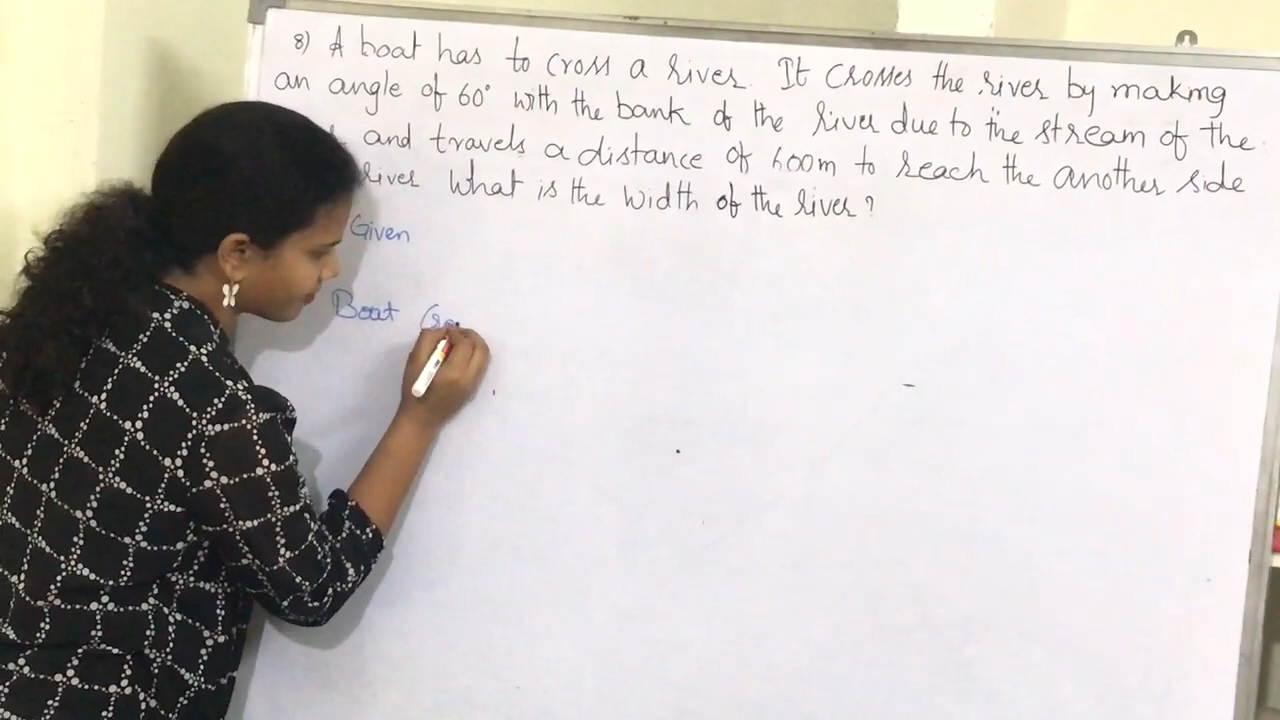 8) A boat has to cross a river. It crosses the river by making
an angle of 60° with the bank of the river due to the stream of the
and travels a distance of 600m to reach the another side
river What is the width of the river?
Given
Boat